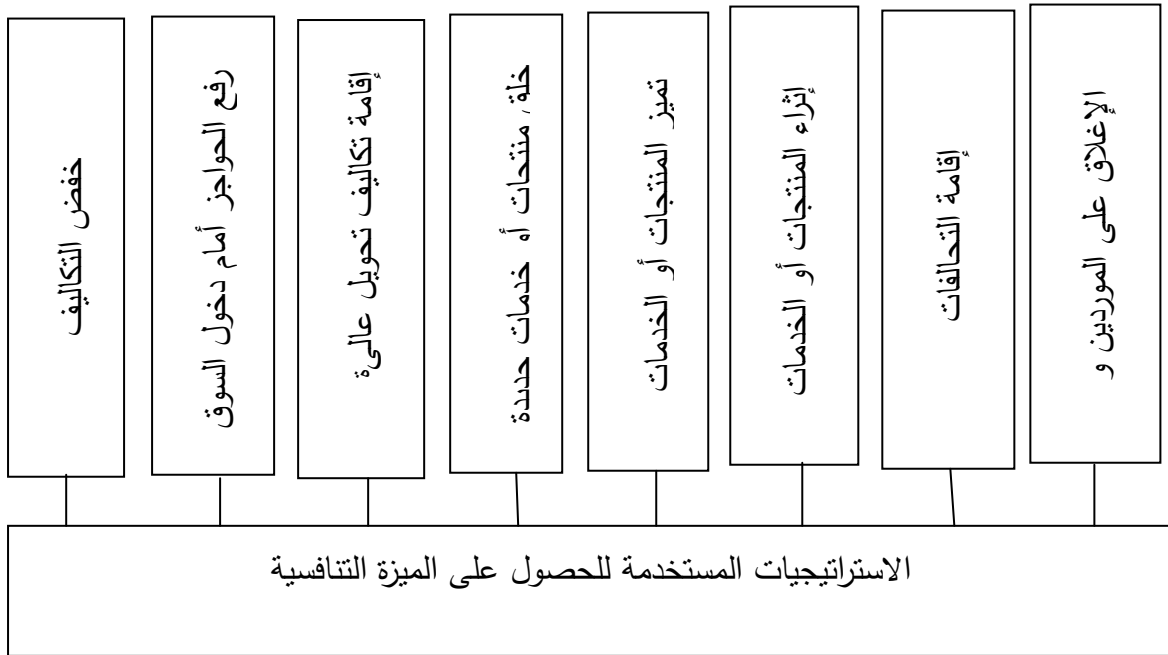 الإغلاق على الموردين و
إقامة التحالفات
إثراء المنتجات أو الخدمات
تميز المنتجات أو الخدمات
خلق منتجات أو خدمات جديدة
إقامة تكاليف تحويل عالىة
رفع الحواجز أمام دخول السوق
خفض التكاليف
الاستراتيجيات المستخدمة للحصول على الميزة التنافسية